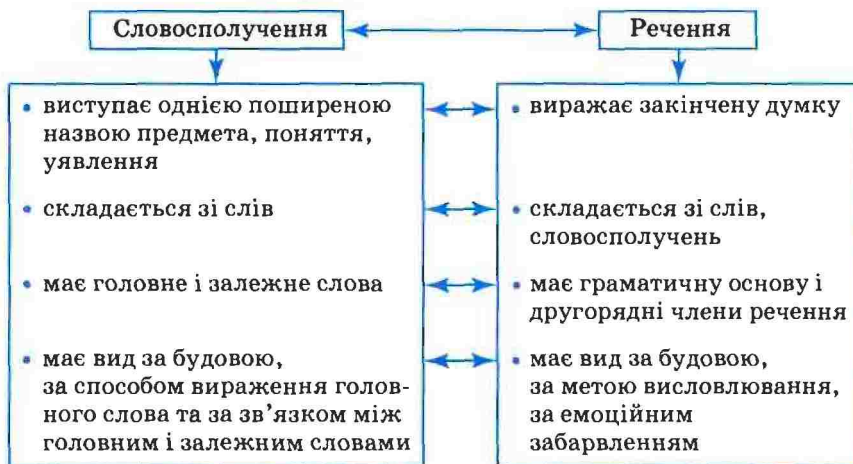 Словосполучення
Речення
• виступає однією поширеною
назвою предмета, поняття,
уявлення
• складається зі слів
• має головне і залежне слова
• має вид за будовою,
за способом вираження голов-
ного слова та за зв’язком між
головним і залежним словами
• виражає закінчену думку
• складається зі слів,
словосполучень
• має граматичну основу і
другорядні члени речення
• має вид за будовою,
за метою висловлювання,
за емоційним
забарвленням